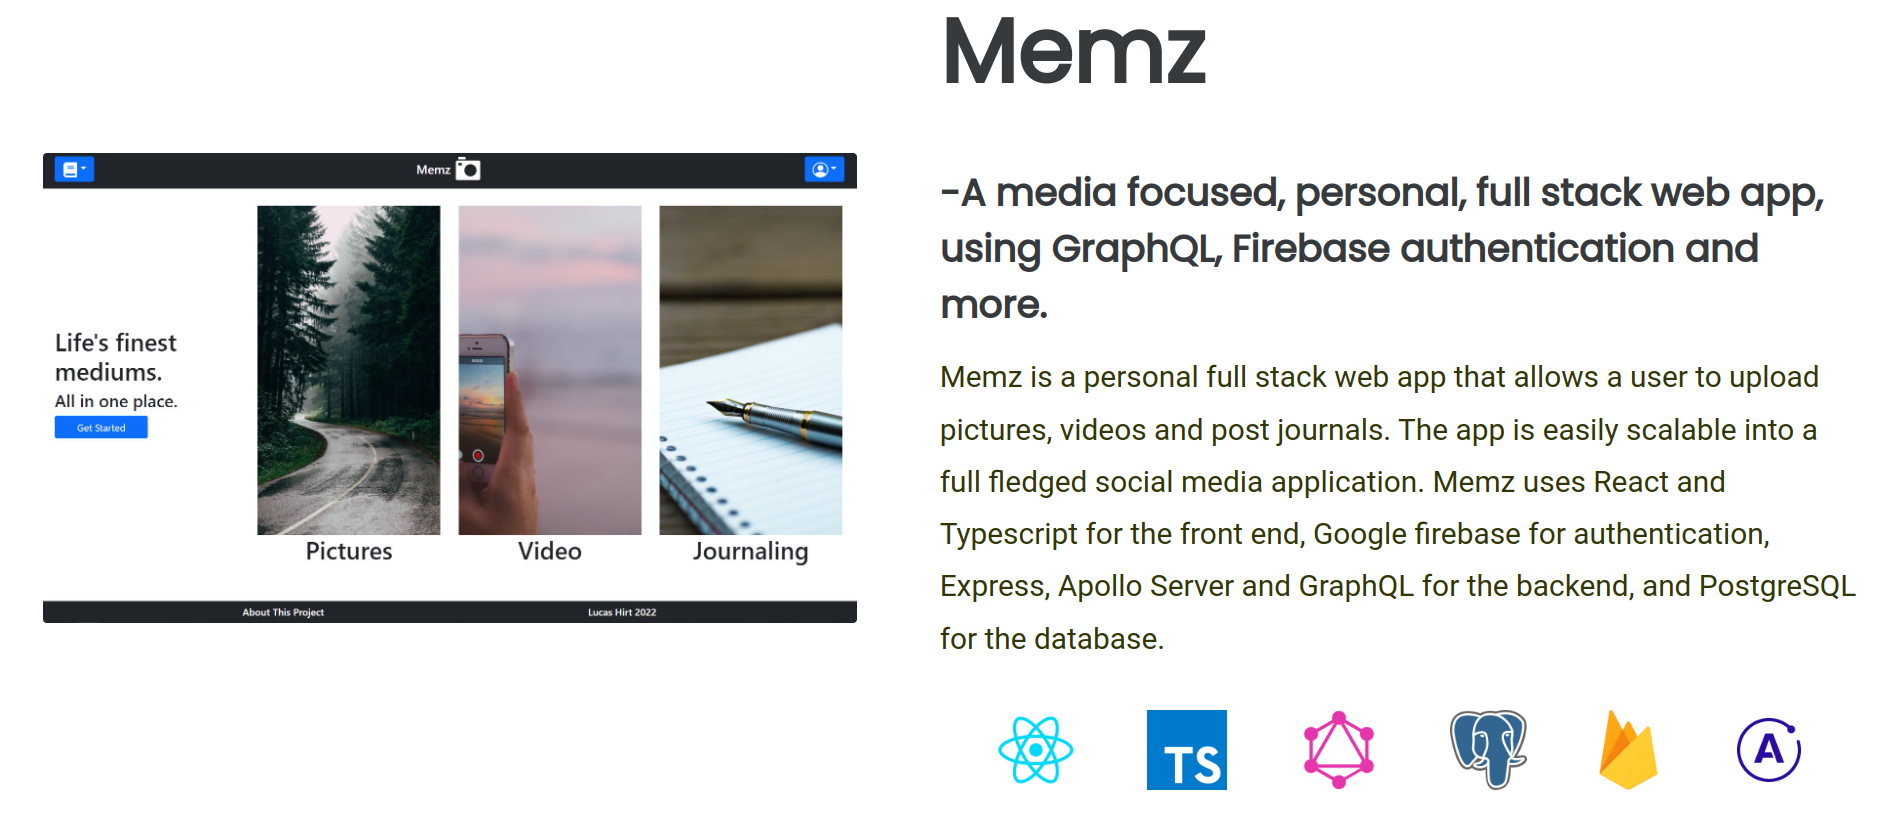 Memz
-A media focused, personal, full stack web app,
using GraphQL, Firebase authentication and
more.
Memz is a personal full stack web app that allows a user to upload
pictures, videos and post journals. The app is easily scalable into a
full fledged social media application. Memz uses React and
Typescript for the front end, Google firebase for authentication,
Express, Apollo Server and GraphQL for the backend, and PostgreSQL
for the database.
Memz
Life's finest
mediums.
All in one place.
Get Started
Pictures
Video
Journaling
About This Project
Lucas Hirt 2022
TS
A